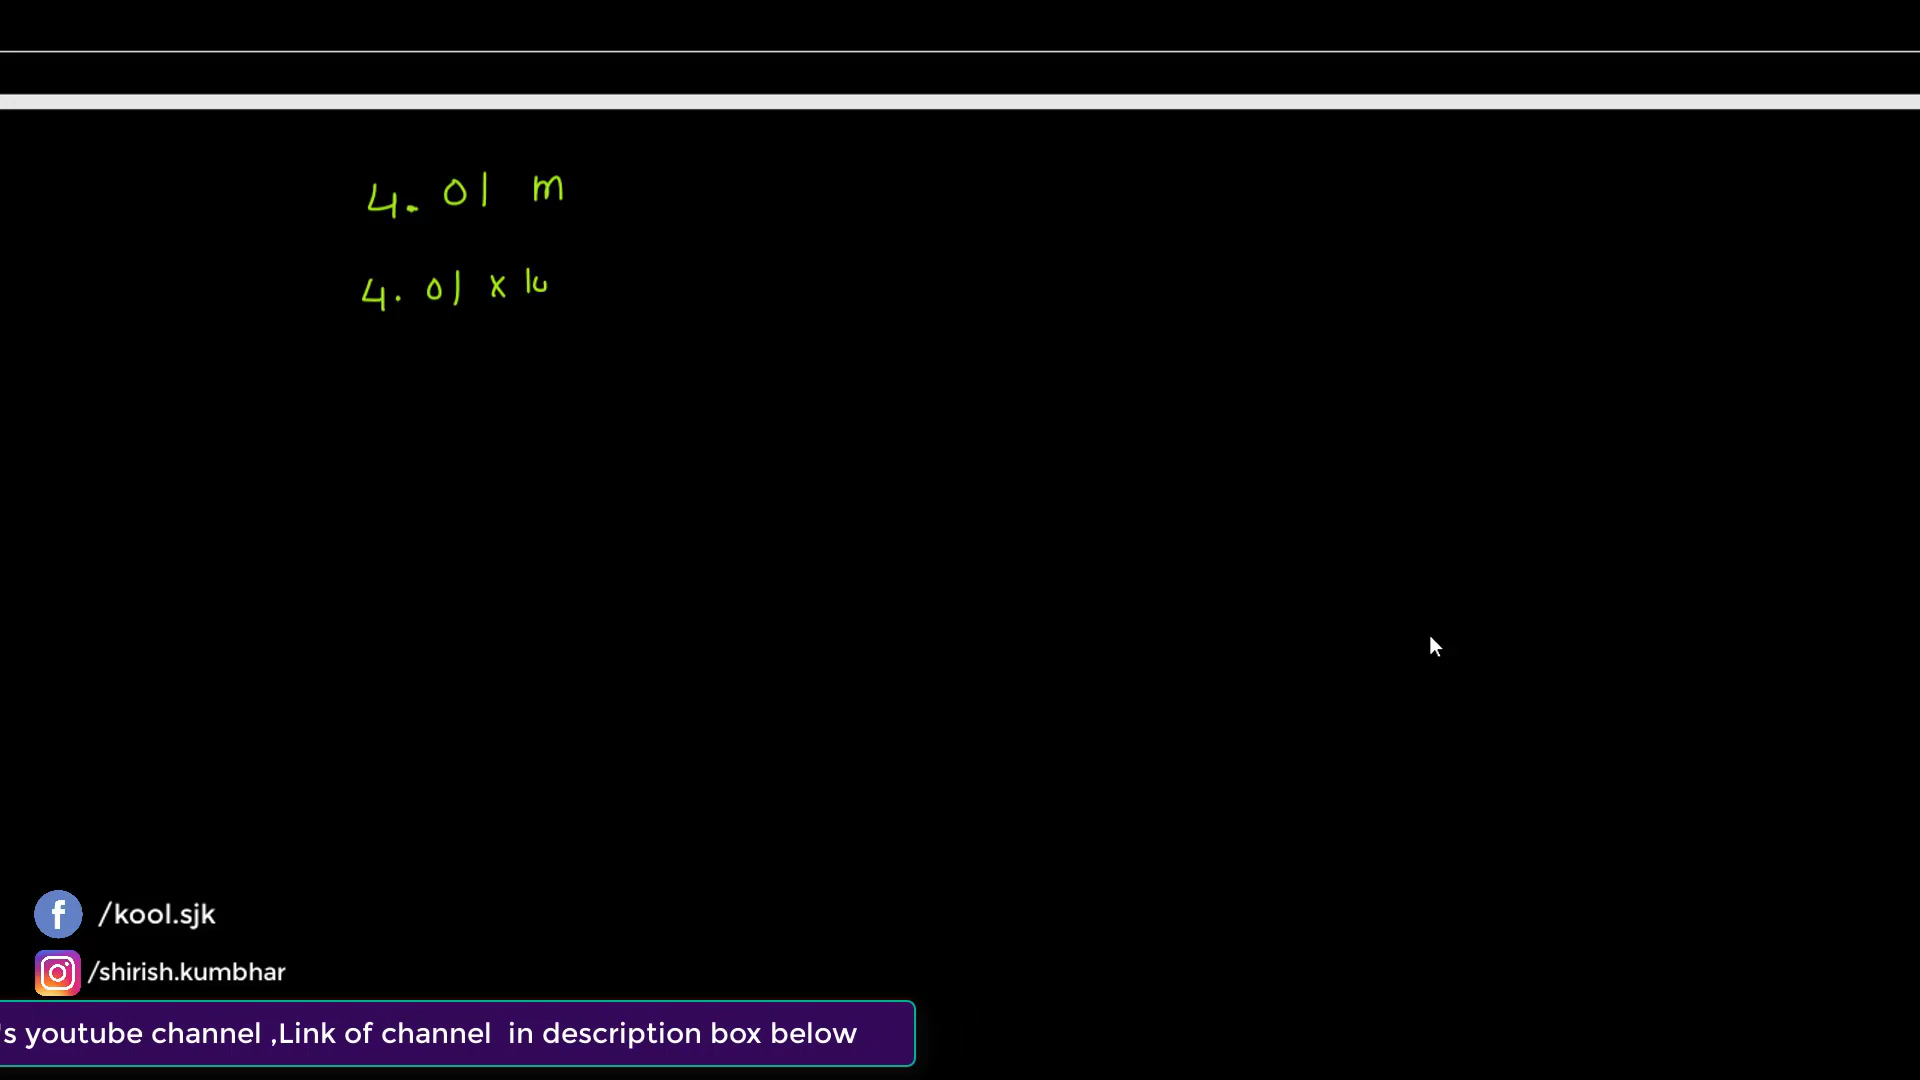 4.01 m
4.01 x 10
/kool.sjk
/shirish.kumbhar
's youtube channel ,Link of channel in description box below